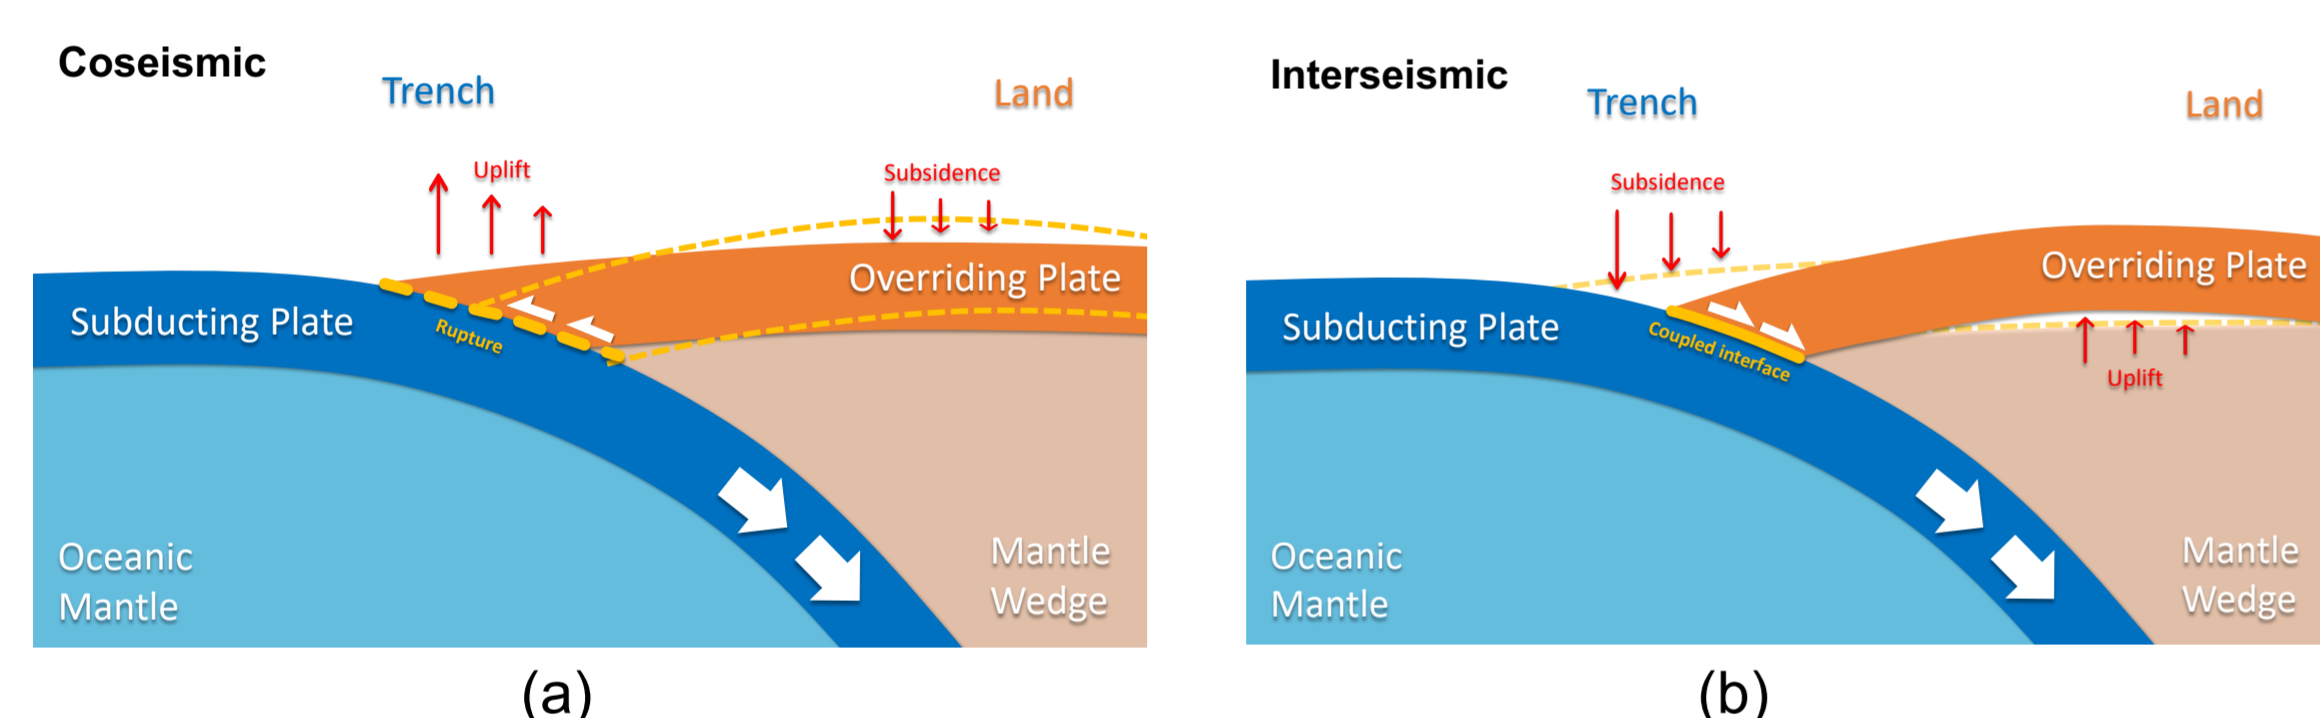 Coseismic
Trench
Land
Uplift
Subsidence
Overriding Plate
Subducting Plate
Rupture
Oceanic
Mantle
Mantle
Wedge
(a)
Interseismic
Trench
Land
Subsidence
Overriding Plate
Subducting Plate
Coupled interface
Uplift
Oceanic
Mantle
Mantle
Wedge
(b)